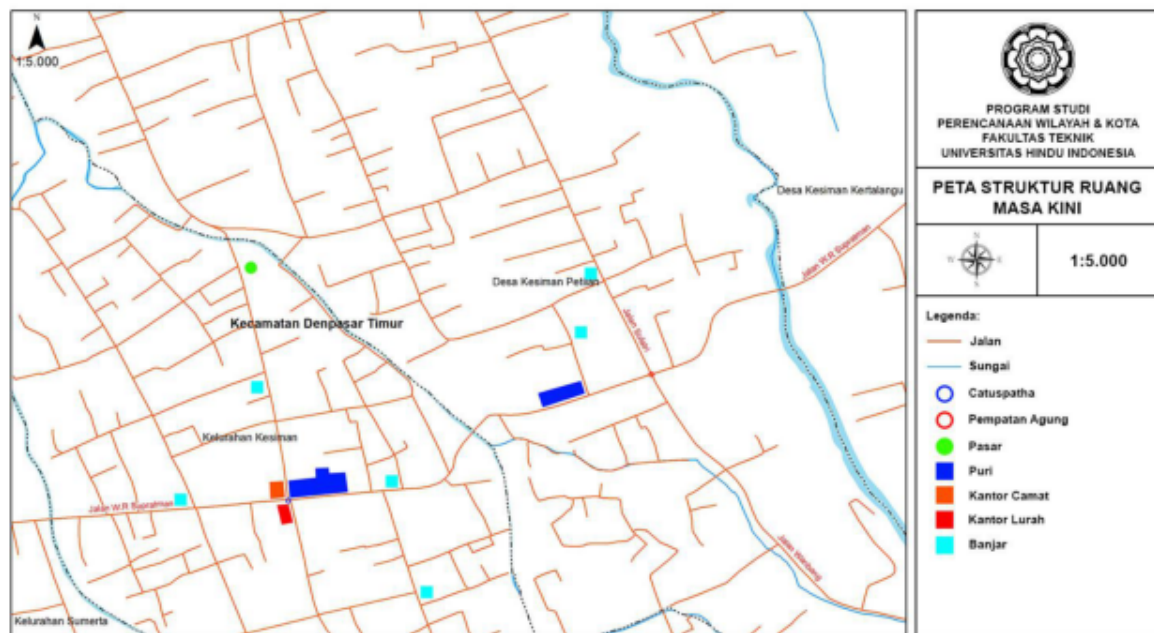 N
1:5.000
Desa Kesiman Kertalangu
Jalan W.R Supratman
Desa Kesiman Petilan
Jalan Sulatri
Kecamatan Denpasar Timur
Kelurahan Kesiman
Jalan W.R Supratman
Kelurahan Sumerta
PROGRAM STUDI
PERENCANAAN WILAYAH & KOTA
FAKULTAS TEKNIK
UNIVERSITAS HINDU INDONESIA
PETA STRUKTUR RUANG
MASA KINI
N
W
E
S
1:5.000
Legenda:
Jalan
Sungai
Catuspatha
Pempatan Agung
Pasar
Puri
Kantor Camat
Kantor Lurah
Banjar